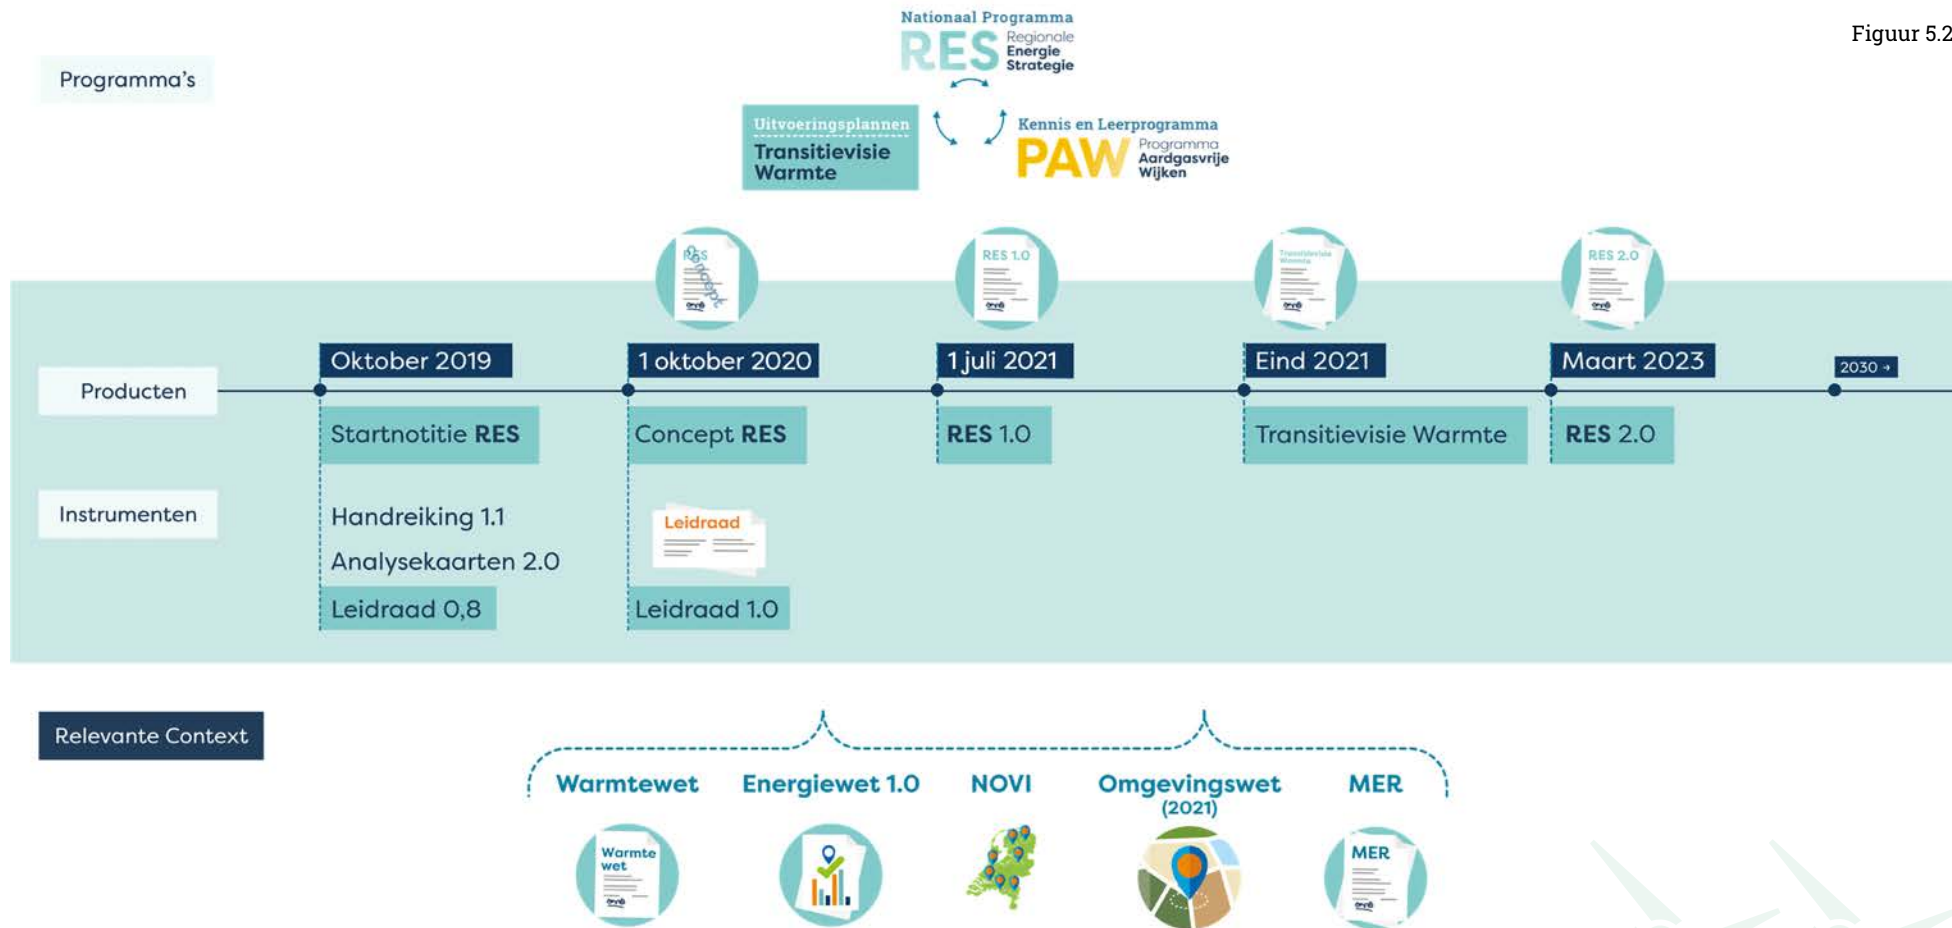 Figuur 5.2
Programma's
Nationaal Programma
RES Regionale
Energie
Strategie
Uitvoeringsplannen
Transitievisie
Warmte
Kennis en Leerprogramma
PAW Programma
Aardgasvrije
Wijken
RES
Concept
RES 1.0
Transitievisie
Warmte
RES 2.0
Oktober 2019
1 oktober 2020
1 juli 2021
Eind 2021
Maart 2023
2030 →
Producten
Startnotitie RES
Concept RES
RES 1.0
Transitievisie Warmte
RES 2.0
Instrumenten
Handreiking 1.1
Analysekaarten 2.0
Leidraad 0,8
Leidraad
Leidraad 1.0
Relevante Context
Warmtewet
Energiewet 1.0
NOVI
Omgevingswet
(2021)
MER
Warmte
wet
MER